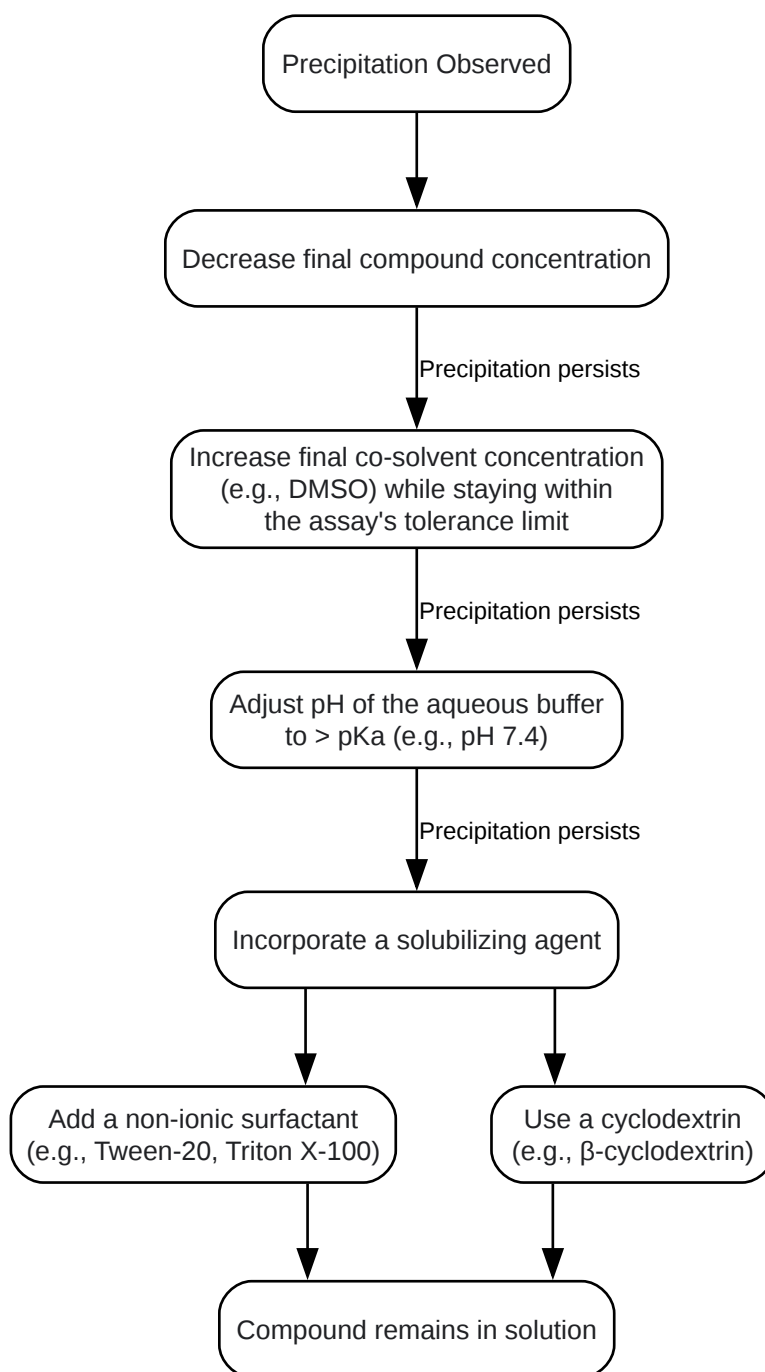 Precipitation Observed
Decrease final compound concentration
Precipitation persists
Increase final co-solvent concentration
(e.g., DMSO) while staying within
the assay's tolerance limit
Precipitation persists
Adjust pH of the aqueous buffer
to > pKa (e.g., pH 7.4)
Precipitation persists
Incorporate a solubilizing agent
Add a non-ionic surfactant
(e.g., Tween-20, Triton X-100)
Use a cyclodextrin
(e.g., β-cyclodextrin)
Compound remains in solution